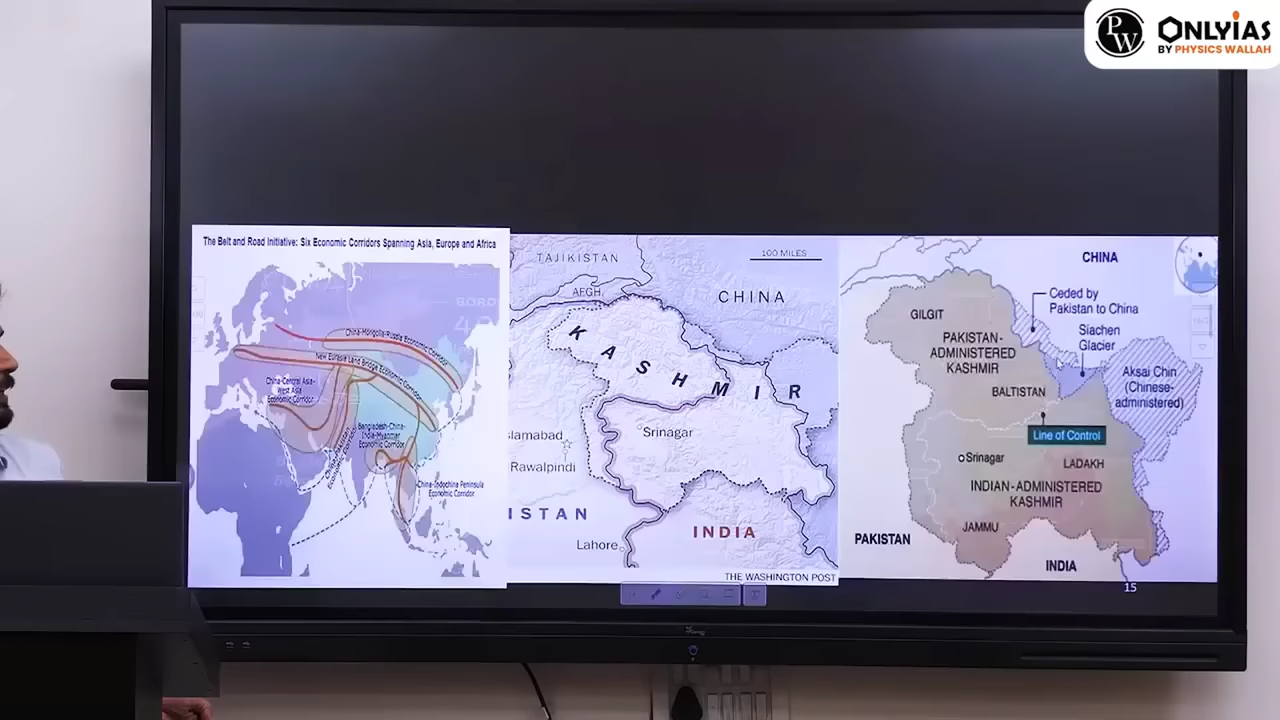 PW
ONLYIAS
BY PHYSICS WALLAH
The Belt and Road Initiative: Six Economic Corridors Spanning Asia, Europe and Africa
China-Mongolia-Russia Economic Corridor
New Eurasia Land Bridge Economic Corridor
China-Central Asia-
West Asia
Economic Corridor
Bangladesh-China-
India-Myanmar
Economic Corridor
China-Indochina Peninsula
Economic Corridor
TAJIKISTAN
100 MILES
AFGH.
CHINA
KASHMIR
slamabad
Srinagar
Rawalpindi
ISTAN
INDIA
Lahore
THE WASHINGTON POST
CHINA
Ceded by
Pakistan to China
GILGIT
Siachen
Glacier
PAKISTAN-
ADMINISTERED
KASHMIR
Aksai Chin
(Chinese-
administered)
BALTISTAN
Line of Control
Srinagar
LADAKH
INDIAN-ADMINISTERED
KASHMIR
JAMMU
PAKISTAN
INDIA
15